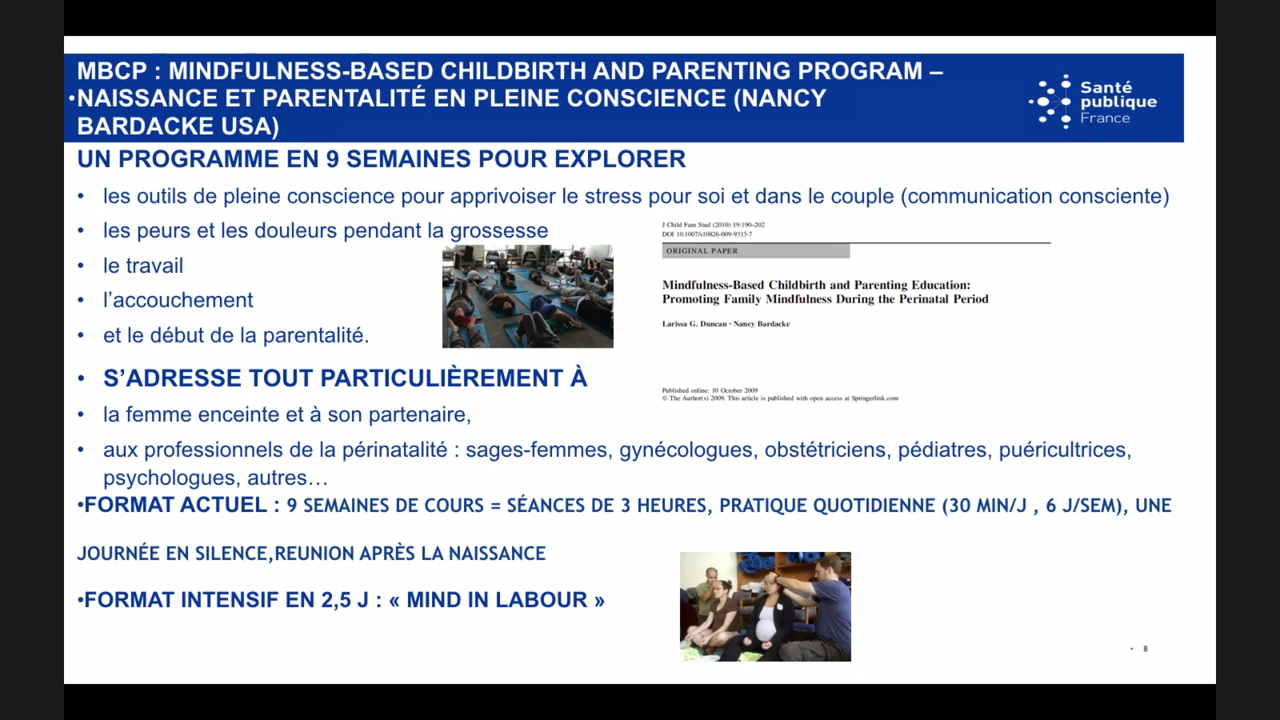 MBCP : MINDFULNESS-BASED CHILDBIRTH AND PARENTING PROGRAM –
•NAISSANCE ET PARENTALITÉ EN PLEINE CONSCIENCE (NANCY
BARDACKE USA)
Santé
publique
France
UN PROGRAMME EN 9 SEMAINES POUR EXPLORER
• les outils de pleine conscience pour apprivoiser le stress pour soi et dans le couple (communication consciente)
• les peurs et les douleurs pendant la grossesse
• le travail
• l’accouchement
• et le début de la parentalité.
J Child Fam Stud (2010) 19:190–202
DOI 10.1007/s10826-009-9313-7
ORIGINAL PAPER
Mindfulness-Based Childbirth and Parenting Education:
Promoting Family Mindfulness During the Perinatal Period
Larissa G. Duncan · Nancy Bardacke
Published online: 10 October 2009
© The Author(s) 2009. This article is published with open access at Springerlink.com
• S’ADRESSE TOUT PARTICULIÈREMENT À
• la femme enceinte et à son partenaire,
• aux professionnels de la périnatalité : sages-femmes, gynécologues, obstétriciens, pédiatres, puéricultrices,
psychologues, autres…
•FORMAT ACTUEL : 9 SEMAINES DE COURS = SÉANCES DE 3 HEURES, PRATIQUE QUOTIDIENNE (30 MIN/J , 6 J/SEM), UNE
JOURNÉE EN SILENCE,REUNION APRÈS LA NAISSANCE
•FORMAT INTENSIF EN 2,5 J : « MIND IN LABOUR »
• 8